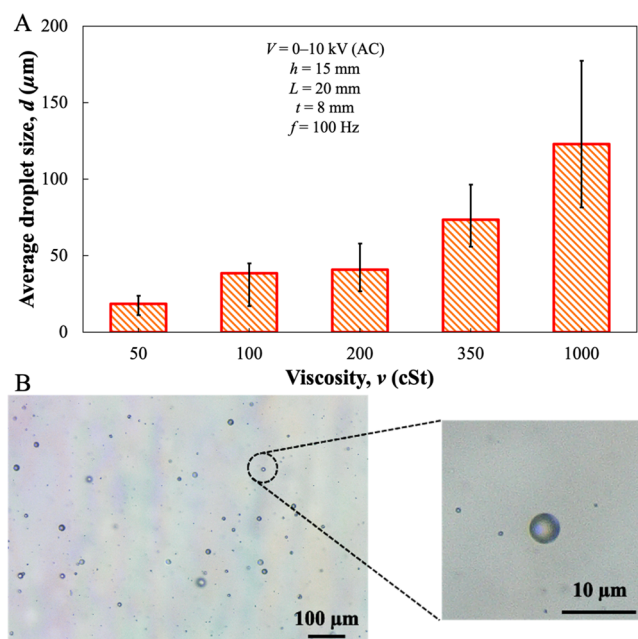 A
200
150
100
50
0
Average droplet size, d (μm)
V = 0–10 kV (AC)
h = 15 mm
L = 20 mm
t = 8 mm
f = 100 Hz
50 100 200 350 1000
Viscosity, ν (cSt)
B
100 μm
10 μm